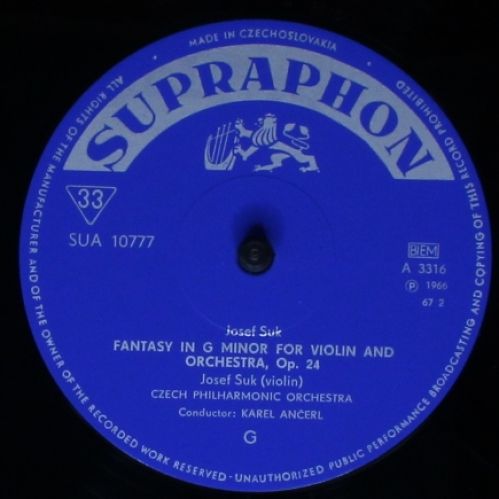 MADE IN CZECHOSLOVAKIA
ALL RIGHTS OF THE MANUFACTURER AND OF THE OWNER OF THE RECORDED WORK RESERVED - UNAUTHORIZED PUBLIC PERFORMANCE BROADCASTING AND COPYING OF THIS RECORD PROHIBITED
SUPRAPHON
33
SUA 10777
BIEM
A 3316
Ⓟ 1966
67 2
Josef Suk
FANTASY IN G MINOR FOR VIOLIN AND
ORCHESTRA, Op. 24
Josef Suk (violin)
CZECH PHILHARMONIC ORCHESTRA
Conductor: KAREL ANČERL
G